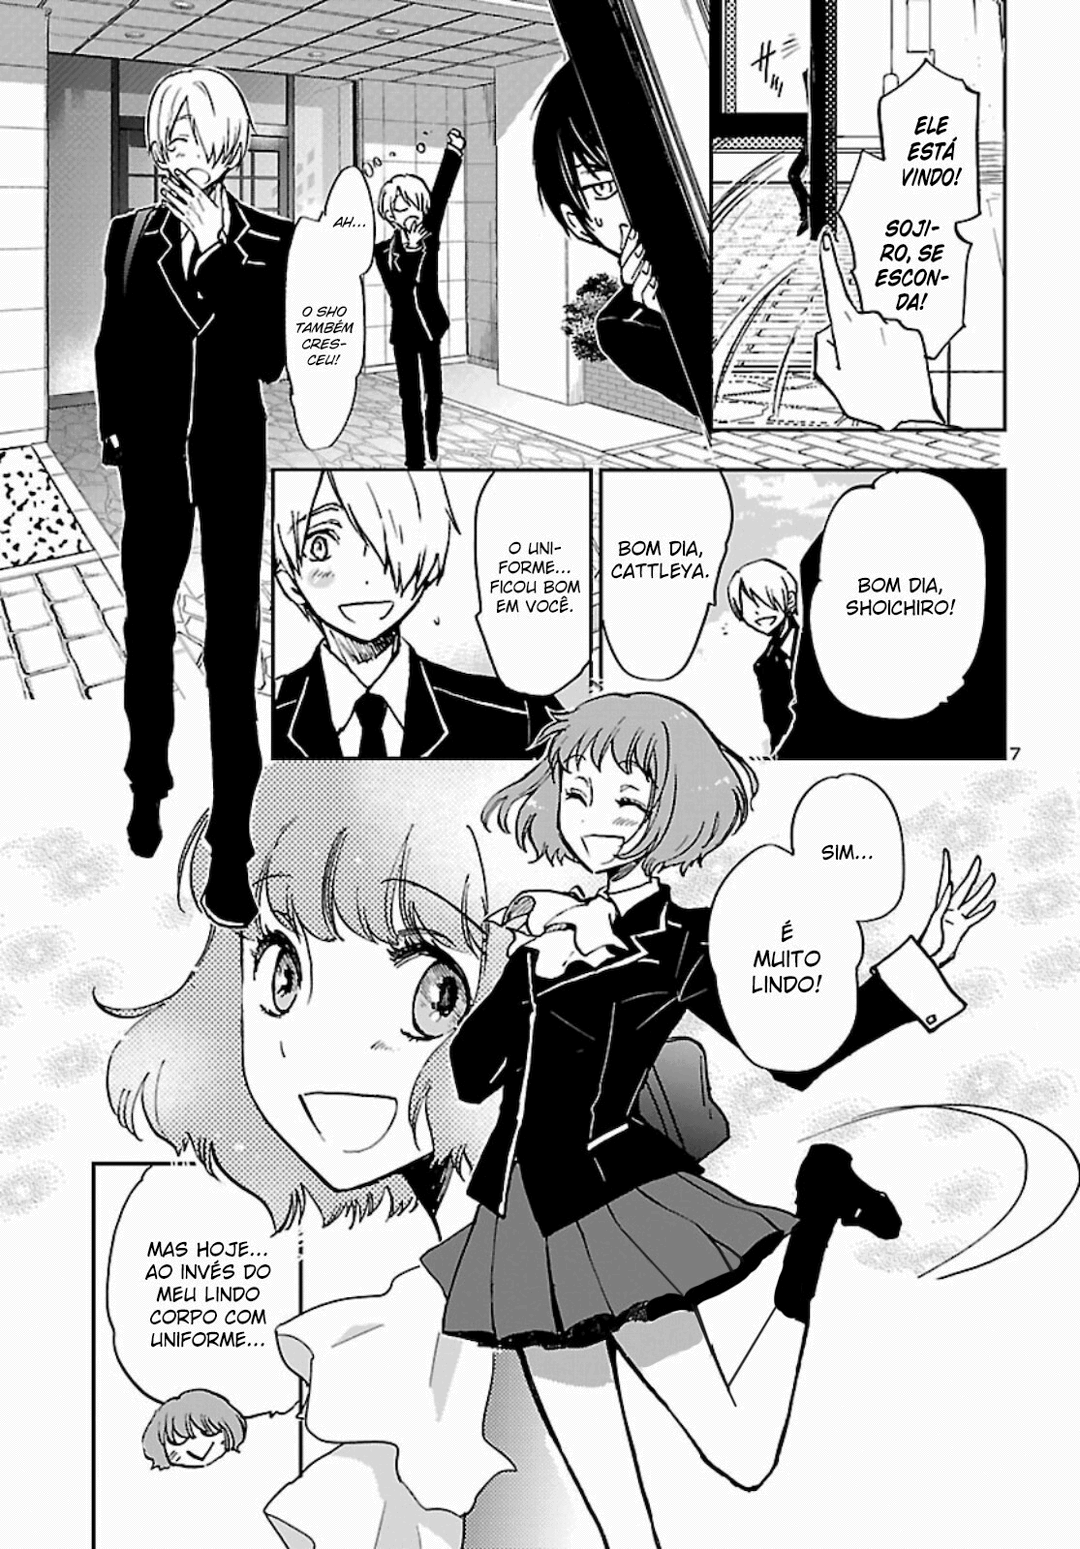 ELE
ESTÁ
VINDO!
SOJI-
RO, SE
ESCON-
DA!
AH...
O SHO
TAMBÉM
CRES-
CEU!
BOM DIA,
SHOICHIRO!
BOM DIA,
CATTLEYA.
O UNI-
FORME...
FICOU BOM
EM VOCÊ.
7
SIM...
É
MUITO
LINDO!
MAS HOJE...
AO INVÉS DO
MEU LINDO
CORPO COM
UNIFORME...